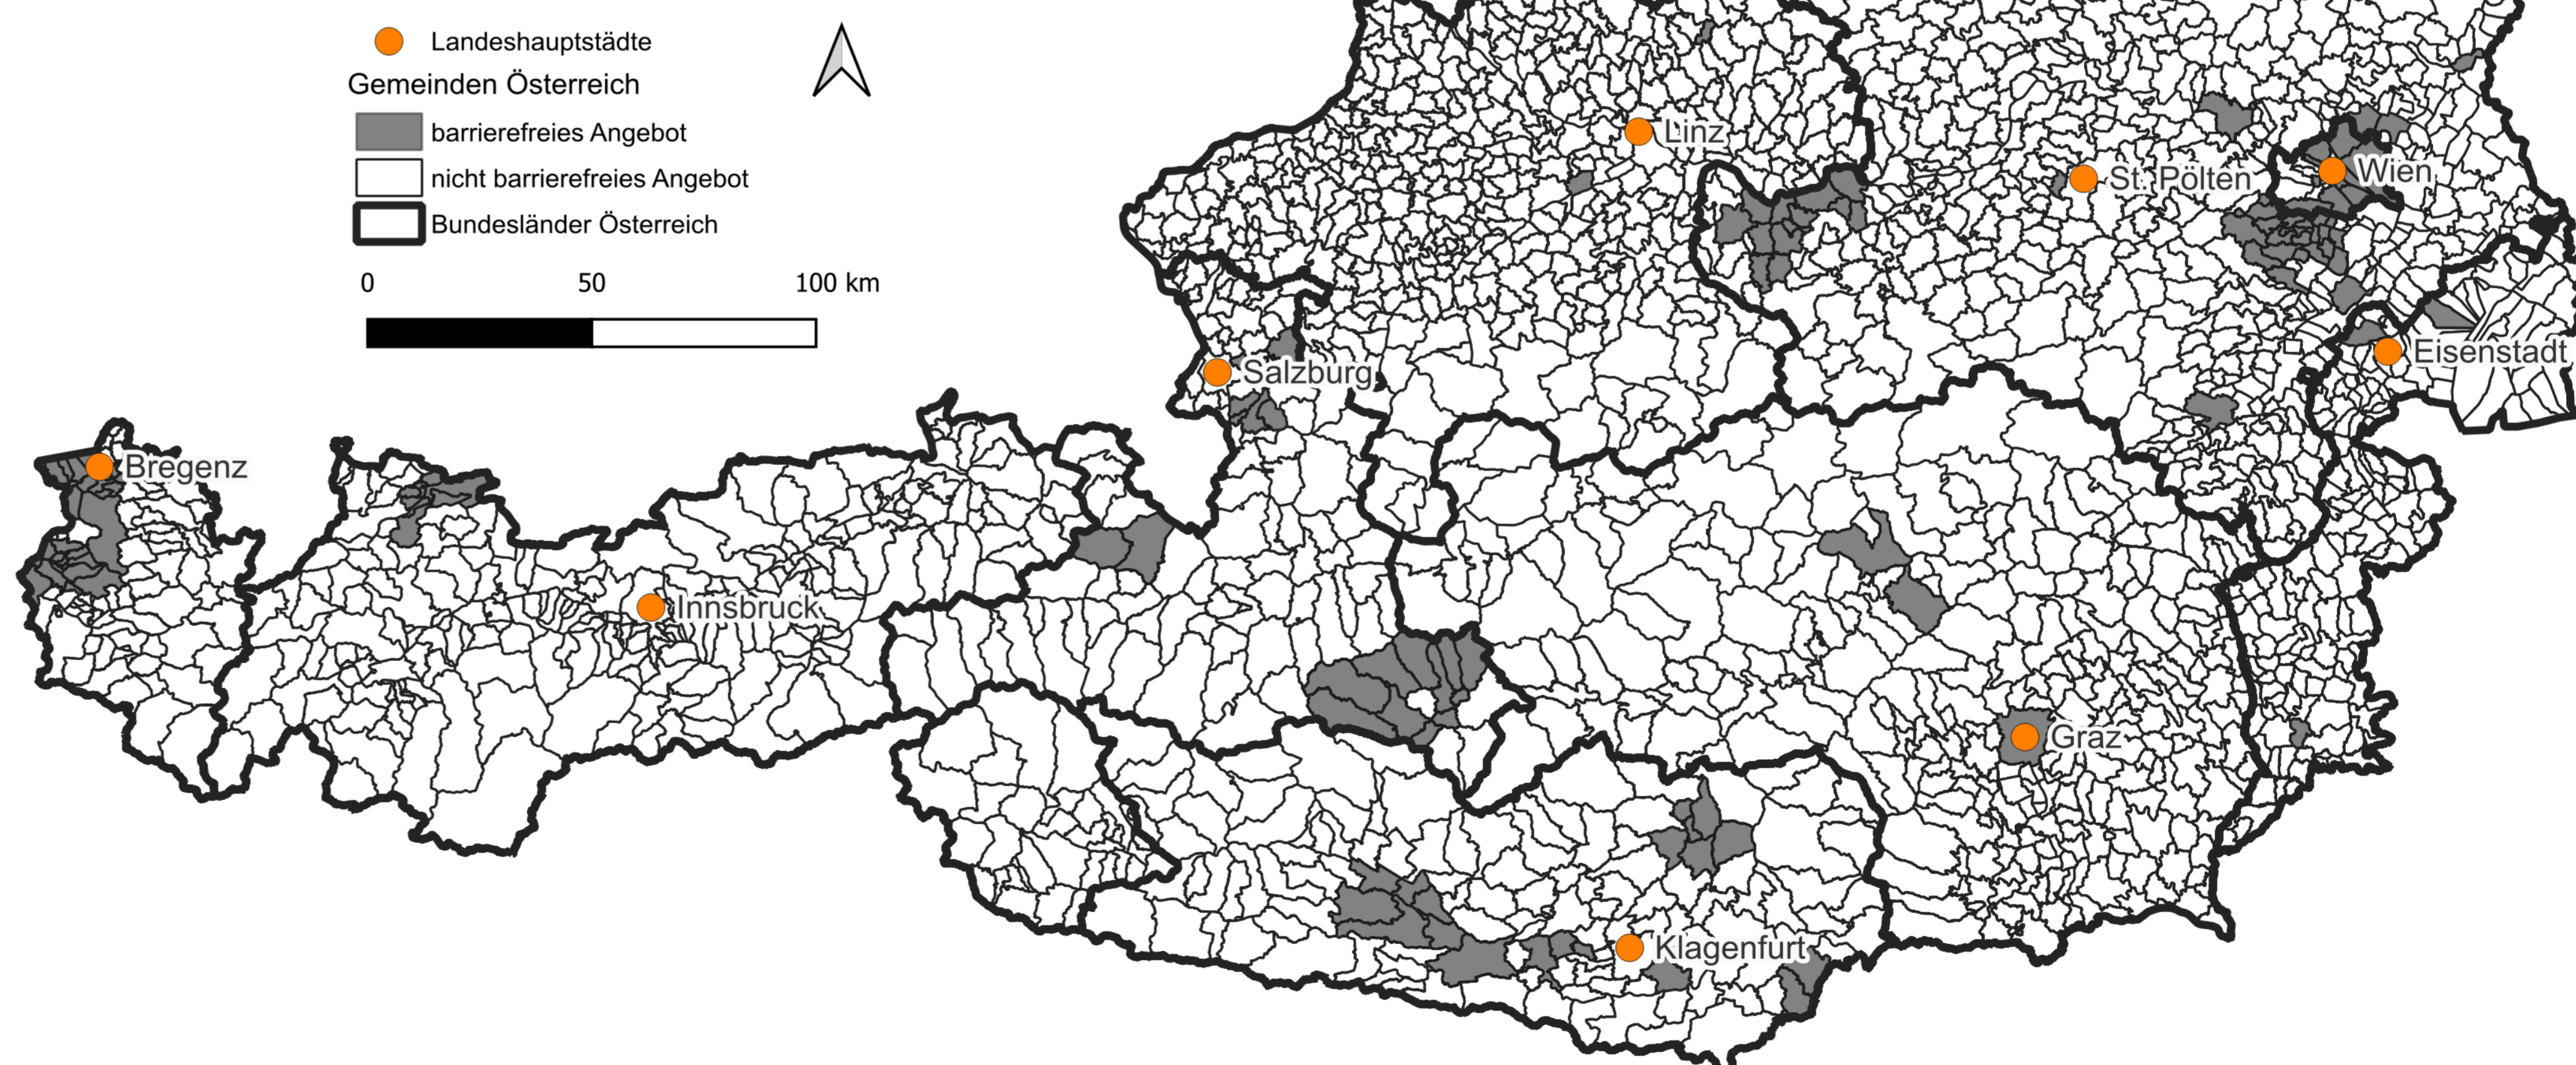 Landeshauptstädte
Gemeinden Österreich
barrierefreies Angebot
nicht barrierefreies Angebot
Bundesländer Österreich
0 50 100 km
Linz
St. Pölten
Wien
Salzburg
Eisenstadt
Bregenz
Innsbruck
Graz
Klagenfurt